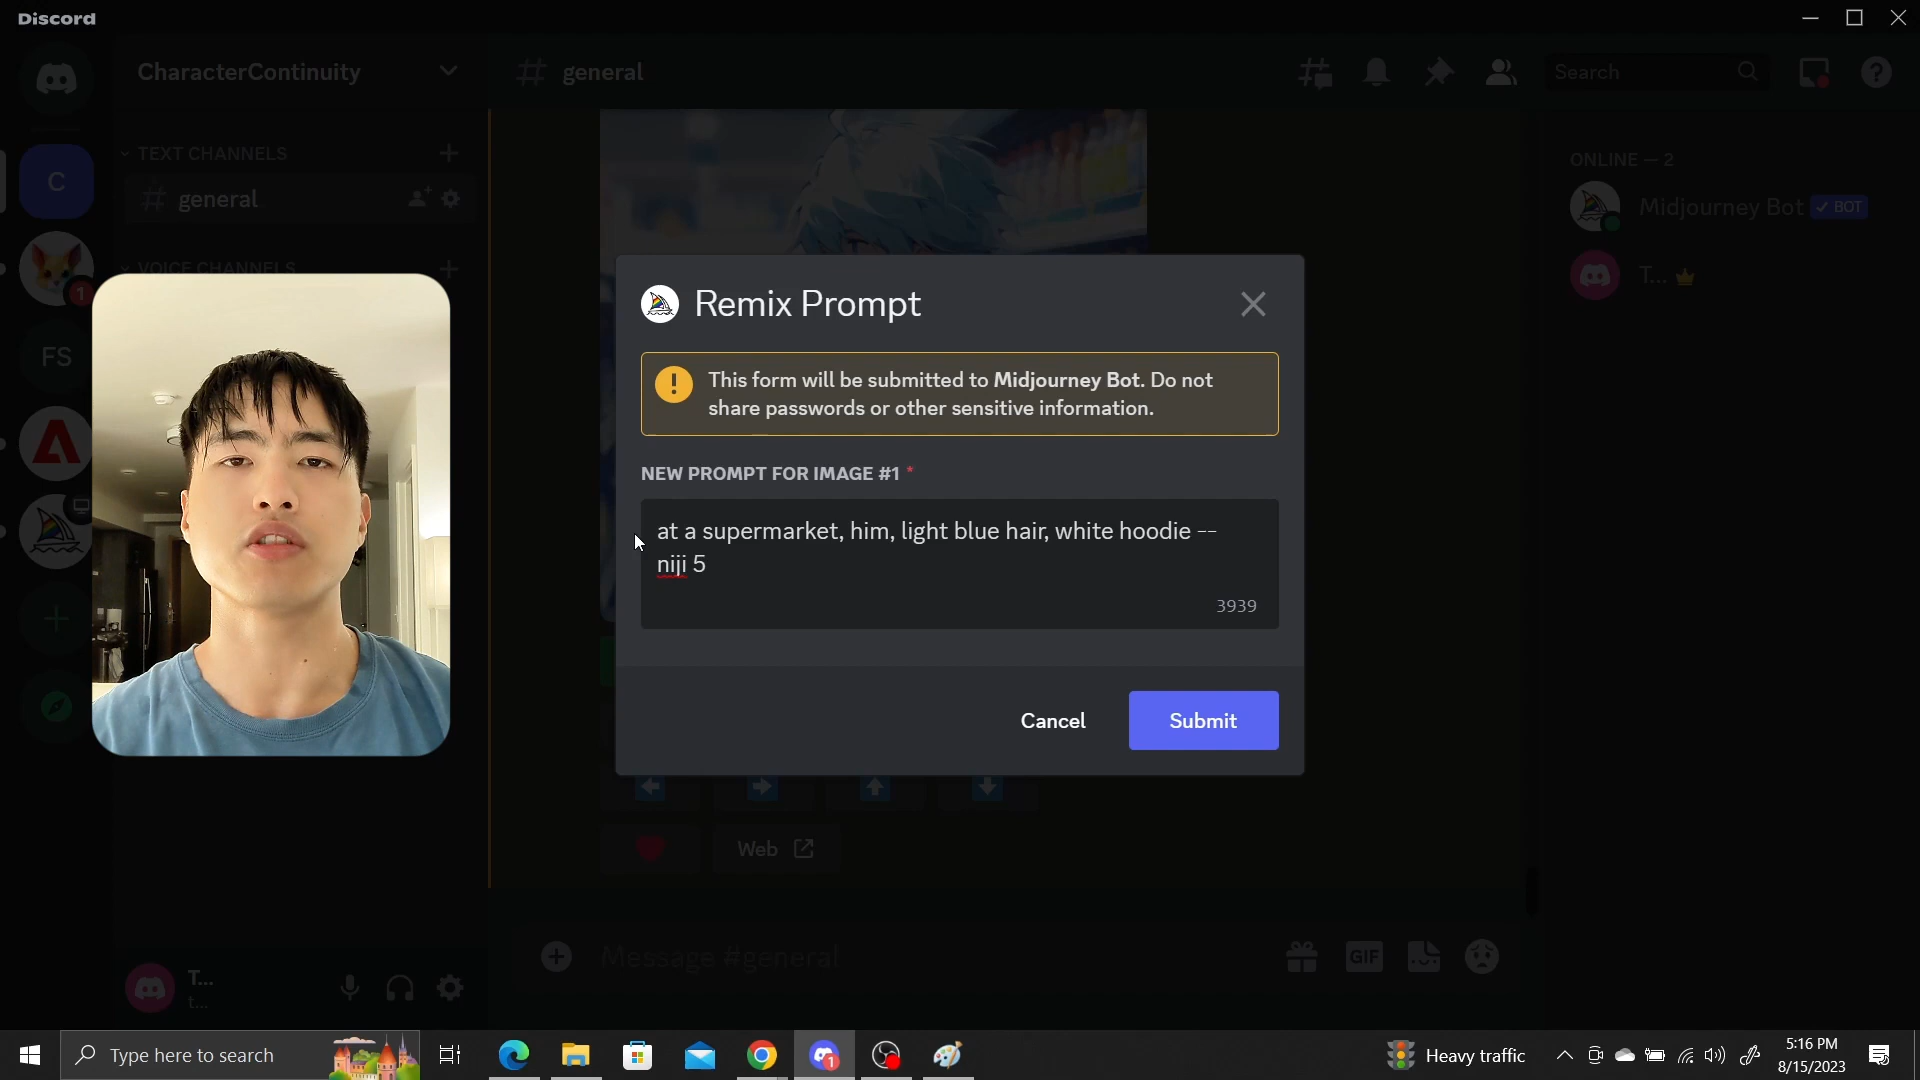 Discord
CharacterContinuity
general
Search
TEXT CHANNELS
general
VOICE CHANNELS
C
1
FS
ONLINE — 2
Midjourney Bot ✓ BOT
T...
Remix Prompt
This form will be submitted to Midjourney Bot. Do not
share passwords or other sensitive information.
NEW PROMPT FOR IMAGE #1 *
at a supermarket, him, light blue hair, white hoodie --
niji 5
3939
Cancel
Submit
Web
Message #general
GIF
T...
t...
Type here to search
1
Heavy traffic
5:16 PM
8/15/2023